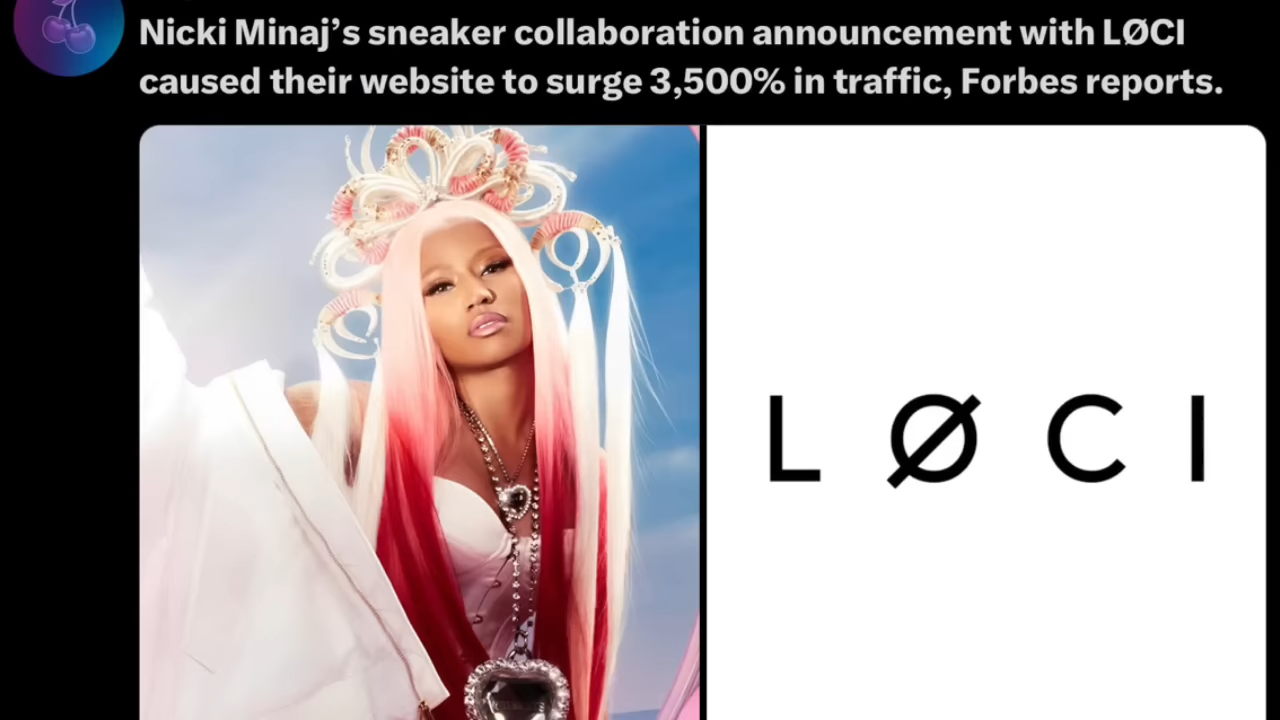 Nicki Minaj’s sneaker collaboration announcement with LØCI
caused their website to surge 3,500% in traffic, Forbes reports.
LØCI